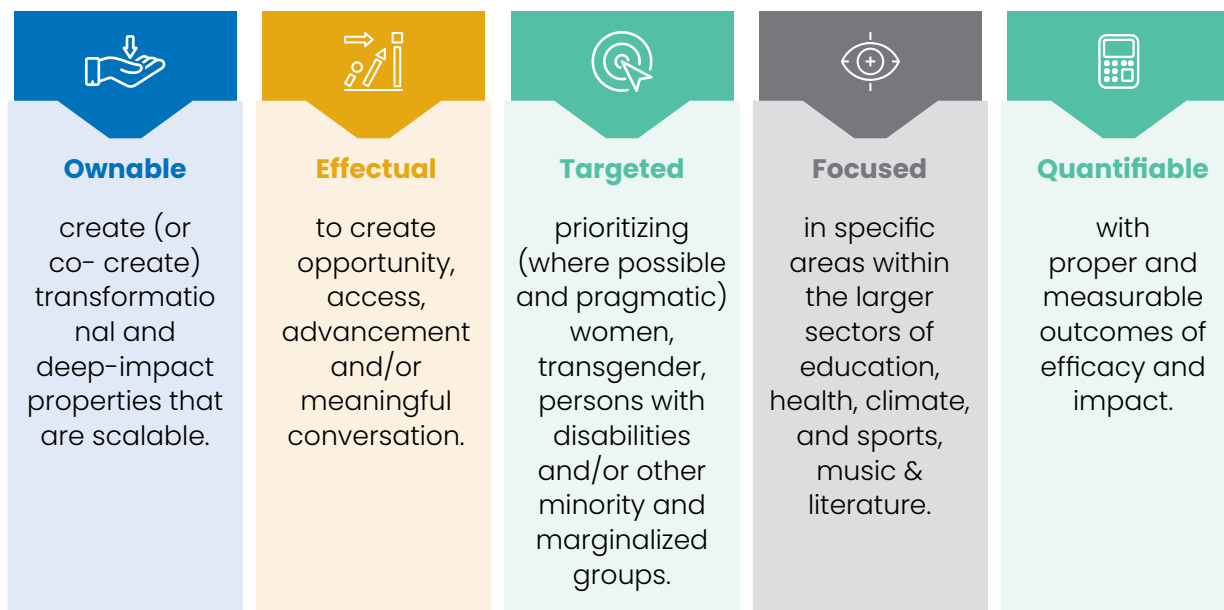 Ownable
create (or
co- create)
transformatio
nal and
deep-impact
properties that
are scalable.
Effectual
to create
opportunity,
access,
advancement
and/or
meaningful
conversation.
Targeted
prioritizing
(where possible
and pragmatic)
women,
transgender,
persons with
disabilities
and/or other
minority and
marginalized
groups.
Focused
in specific
areas within
the larger
sectors of
education,
health, climate,
and sports,
music &
literature.
Quantifiable
with
proper and
measurable
outcomes of
efficacy and
impact.